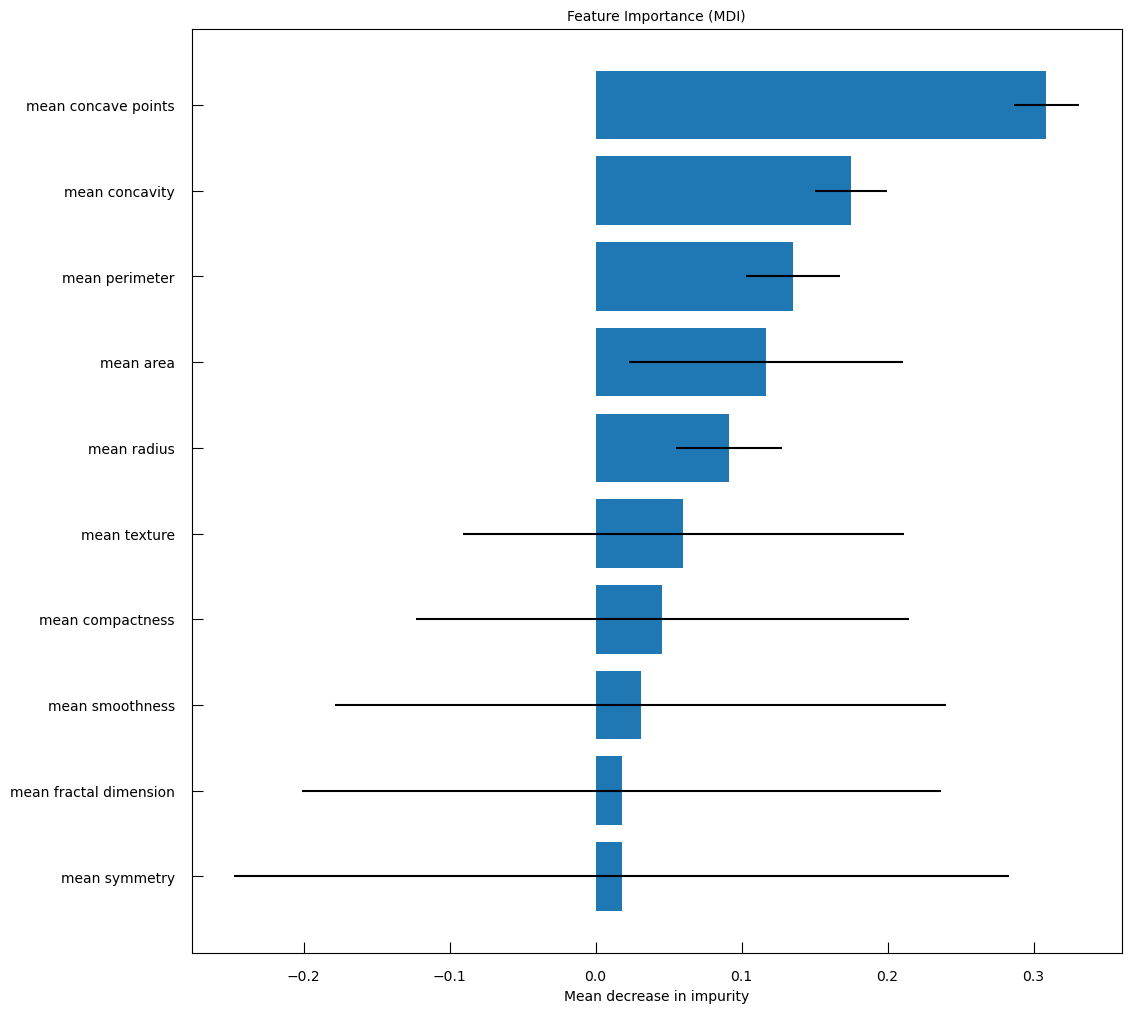 Feature Importance (MDI)
mean concave points
mean concavity
mean perimeter
mean area
mean radius
mean texture
mean compactness
mean smoothness
mean fractal dimension
mean symmetry
−0.2 −0.1 0.0 0.1 0.2 0.3
Mean decrease in impurity